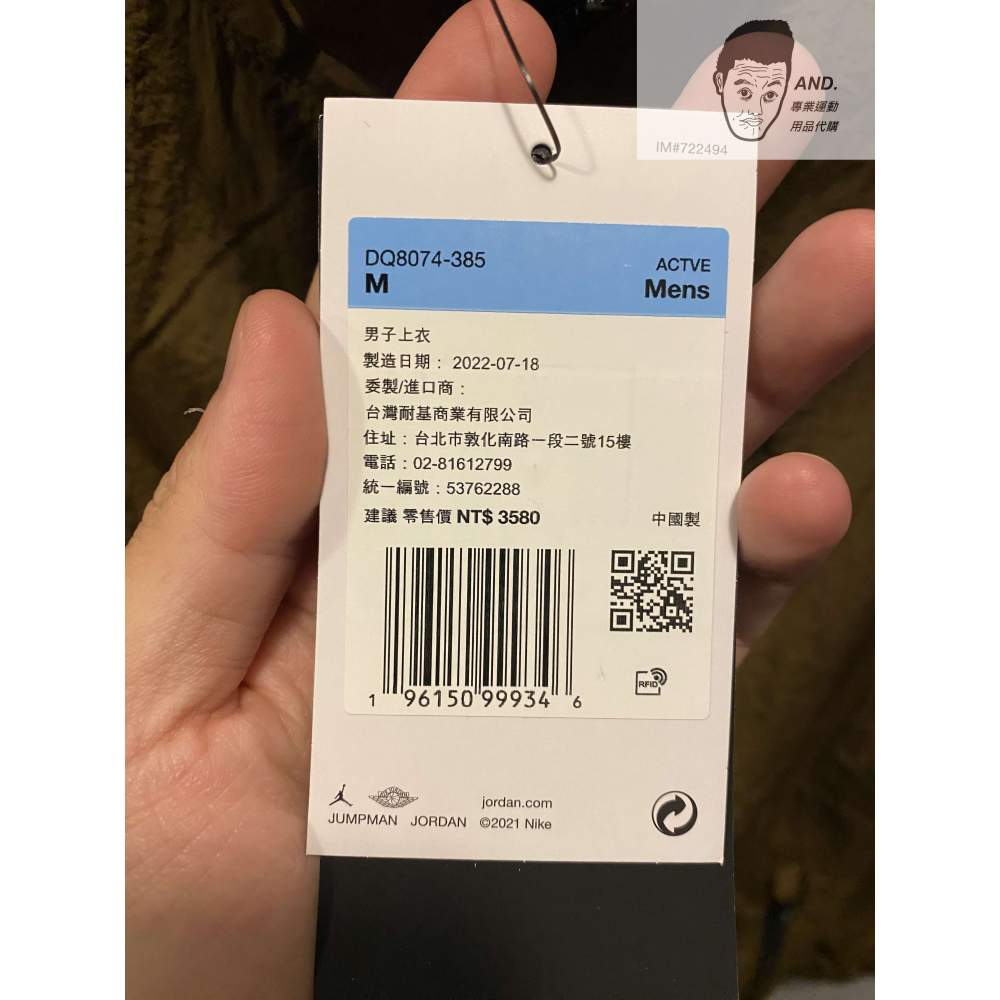 AND.
專業運動
用品代購
IM#722494
DQ8074-385
ACTVE
M
Mens
男子上衣
製造日期： 2022-07-18
委製/進口商：
台灣耐基商業有限公司
住址：台北市敦化南路一段二號15樓
電話：02-81612799
統一編號：53762288
建議 零售價 NT$ 3580
中國製
RFID
1 96150 99934 6
jordan.com
JUMPMAN JORDAN ©2021 Nike